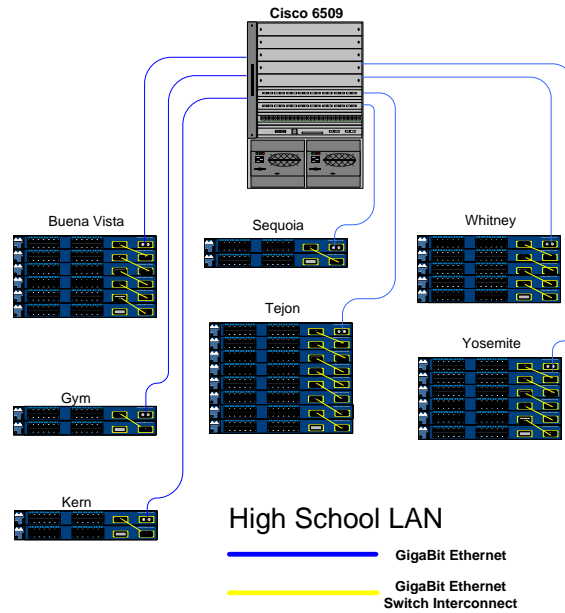 Cisco 6509
Buena Vista
Sequoia
Whitney
Tejon
Yosemite
Gym
Kern
High School LAN
GigaBit Ethernet
GigaBit Ethernet
Switch Interconnect